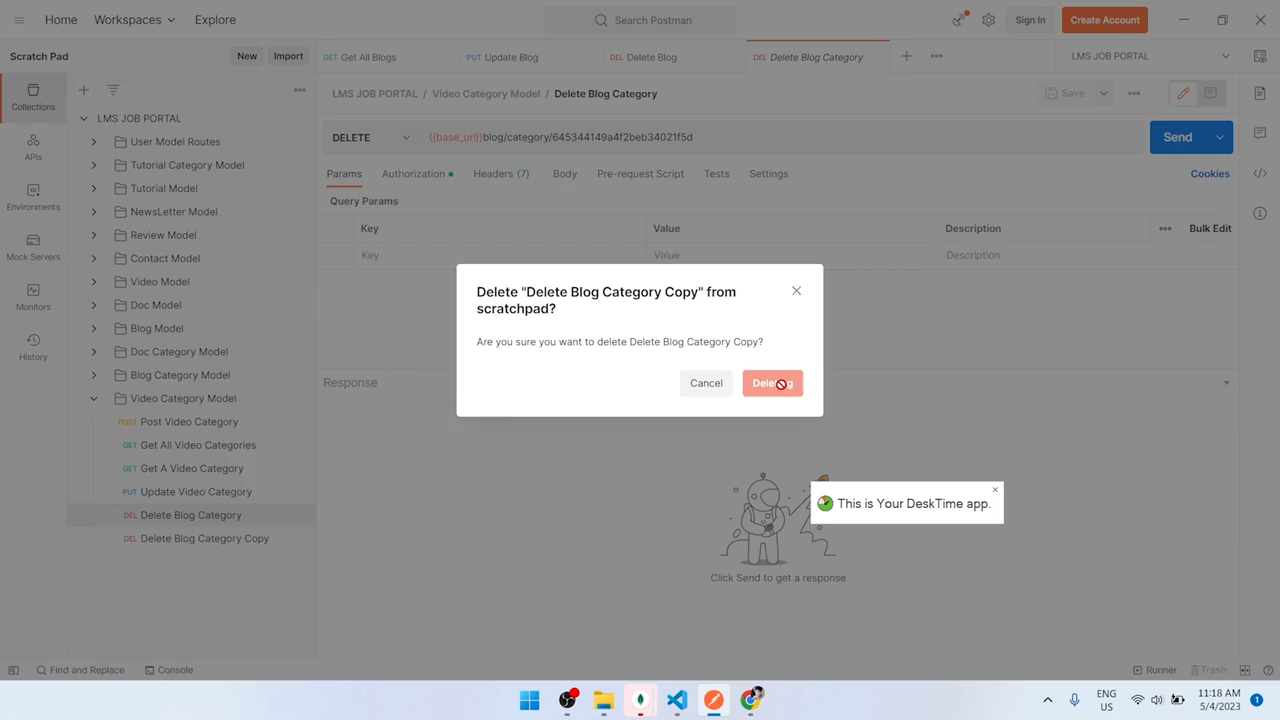 Home
Workspaces
Explore
Search Postman
Sign In
Create Account
Scratch Pad
New
Import
GET Get All Blogs
PUT Update Blog
DEL Delete Blog
DEL Delete Blog Category
LMS JOB PORTAL
Collections
APIs
Environments
Mock Servers
Monitors
History
LMS JOB PORTAL
User Model Routes
Tutorial Category Model
Tutorial Model
NewsLetter Model
Review Model
Contact Model
Video Model
Doc Model
Blog Model
Doc Category Model
Blog Category Model
Video Category Model
POST Post Video Category
GET Get All Video Categories
GET Get A Video Category
PUT Update Video Category
DEL Delete Blog Category
DEL Delete Blog Category Copy
LMS JOB PORTAL / Video Category Model / Delete Blog Category
Save
DELETE
{{base_url}}blog/category/645344149a4f2beb34021f5d
Send
Params
Authorization
Headers (7)
Body
Pre-request Script
Tests
Settings
Cookies
Query Params
Key
Value
Description
Bulk Edit
Key
Value
Description
Delete "Delete Blog Category Copy" from
scratchpad?
Are you sure you want to delete Delete Blog Category Copy?
Cancel
Response
This is Your DeskTime app.
Click Send to get a response
Find and Replace
Console
Runner
Trash
ENG
US
11:18 AM
5/4/2023
1